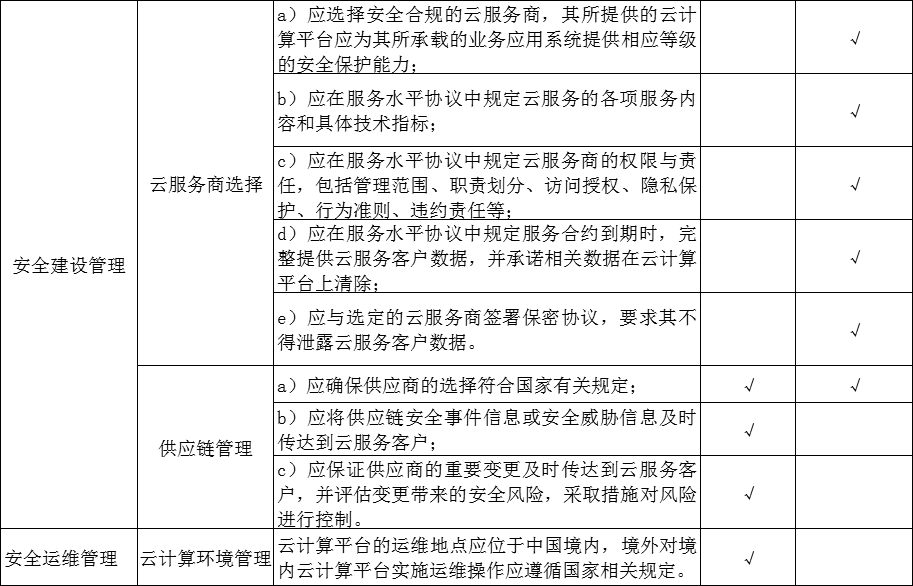 安全建设管理
云服务商选择
a）应选择安全合规的云服务商，其所提供的云计
算平台应为其所承载的业务应用系统提供相应等级
的安全保护能力；
√
b）应在服务水平协议中规定云服务的各项服务内
容和具体技术指标；
√
c）应在服务水平协议中规定云服务商的权限与责
任，包括管理范围、职责划分、访问授权、隐私保
护、行为准则、违约责任等；
√
d）应在服务水平协议中规定服务合约到期时，完
整提供云服务客户数据，并承诺相关数据在云计算
平台上清除；
√
e）应与选定的云服务商签署保密协议，要求其不
得泄露云服务客户数据。
√
供应链管理
a）应确保供应商的选择符合国家有关规定；
√ √
b）应将供应链安全事件信息或安全威胁信息及时
传达到云服务客户；
√
c）应保证供应商的重要变更及时传达到云服务客
户，并评估变更带来的安全风险，采取措施对风险
进行控制。
√
安全运维管理
云计算环境管理
云计算平台的运维地点应位于中国境内，境外对境
内云计算平台实施运维操作应遵循国家相关规定。
√